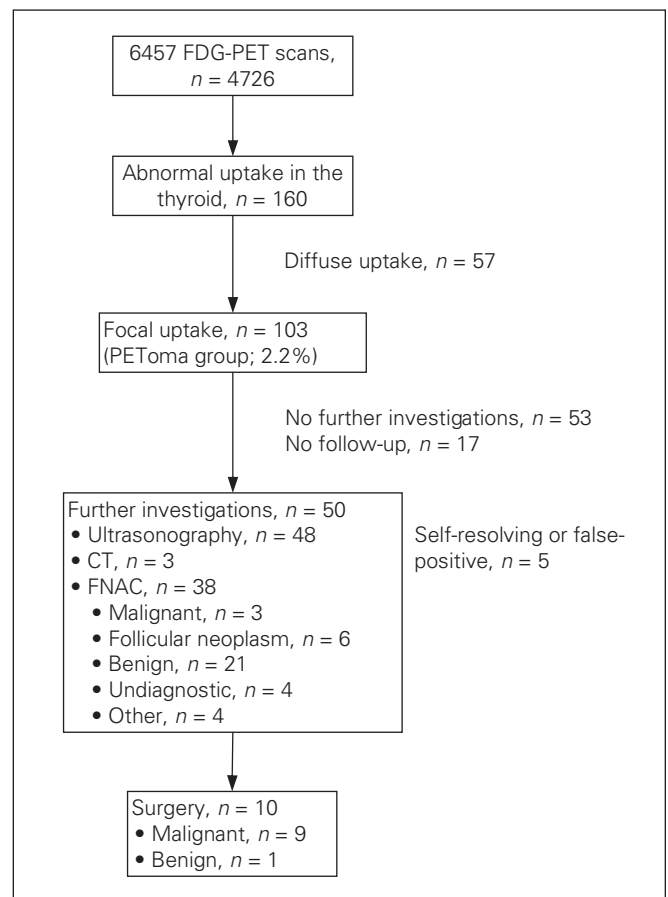 6457 FDG-PET scans,
n = 4726
Abnormal uptake in the
thyroid, n = 160
Diffuse uptake, n = 57
Focal uptake, n = 103
(PEToma group; 2.2%)
No further investigations, n = 53
No follow-up, n = 17
Further investigations, n = 50
• Ultrasonography, n = 48
• CT, n = 3
• FNAC, n = 38
• Malignant, n = 3
• Follicular neoplasm, n = 6
• Benign, n = 21
• Undiagnostic, n = 4
• Other, n = 4
Self-resolving or false-
positive, n = 5
Surgery, n = 10
• Malignant, n = 9
• Benign, n = 1